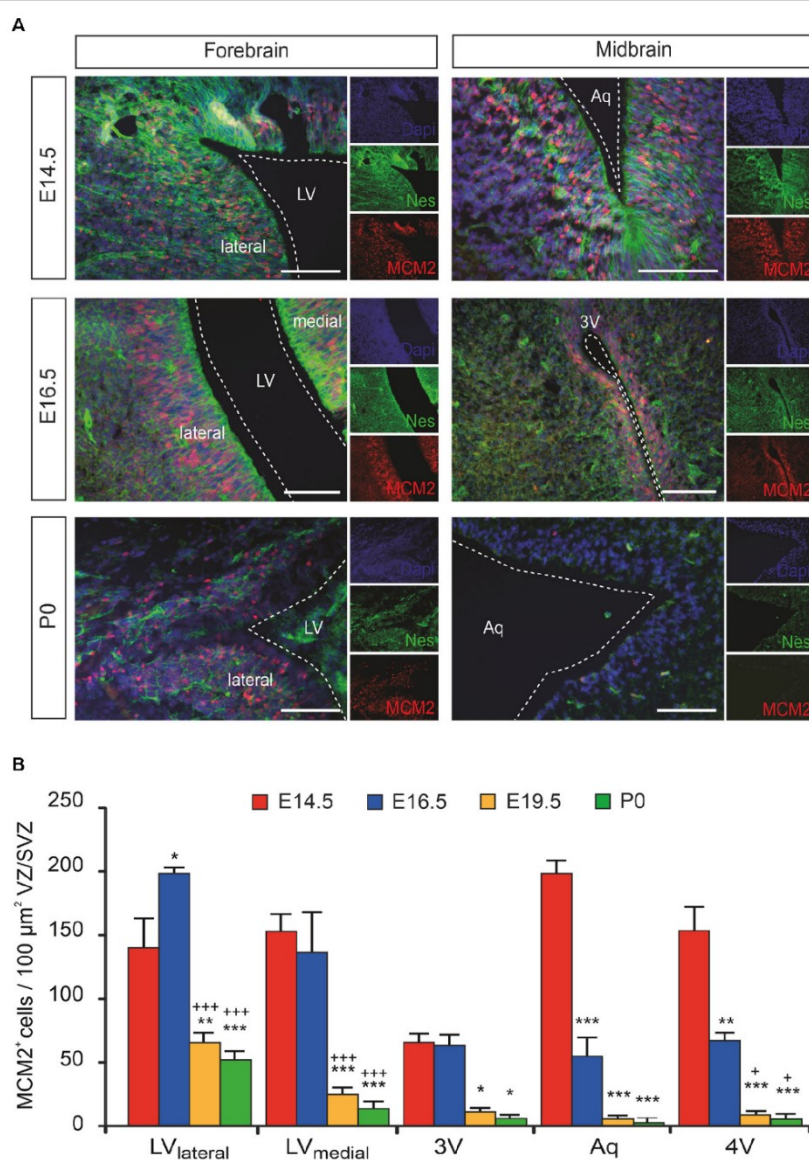 A
Forebrain
Midbrain
E14.5
LV
lateral
Dapi
Nes
MCM2
Aq
Dapi
Nes
MCM2
E16.5
medial
LV
lateral
Dapi
Nes
MCM2
3V
Dapi
Nes
MCM2
P0
LV
lateral
Dapi
Nes
MCM2
Aq
Dapi
Nes
MCM2
B
MCM2⁺ cells / 100 µm² VZ/SVZ
E14.5 E16.5 E19.5 P0
250
200
150
100
50
0
*
+++ +++
** ***
+++ +++
*** ***
* *
*** *** ***
** + +
*** ***
LVlateral LVmedial 3V Aq 4V